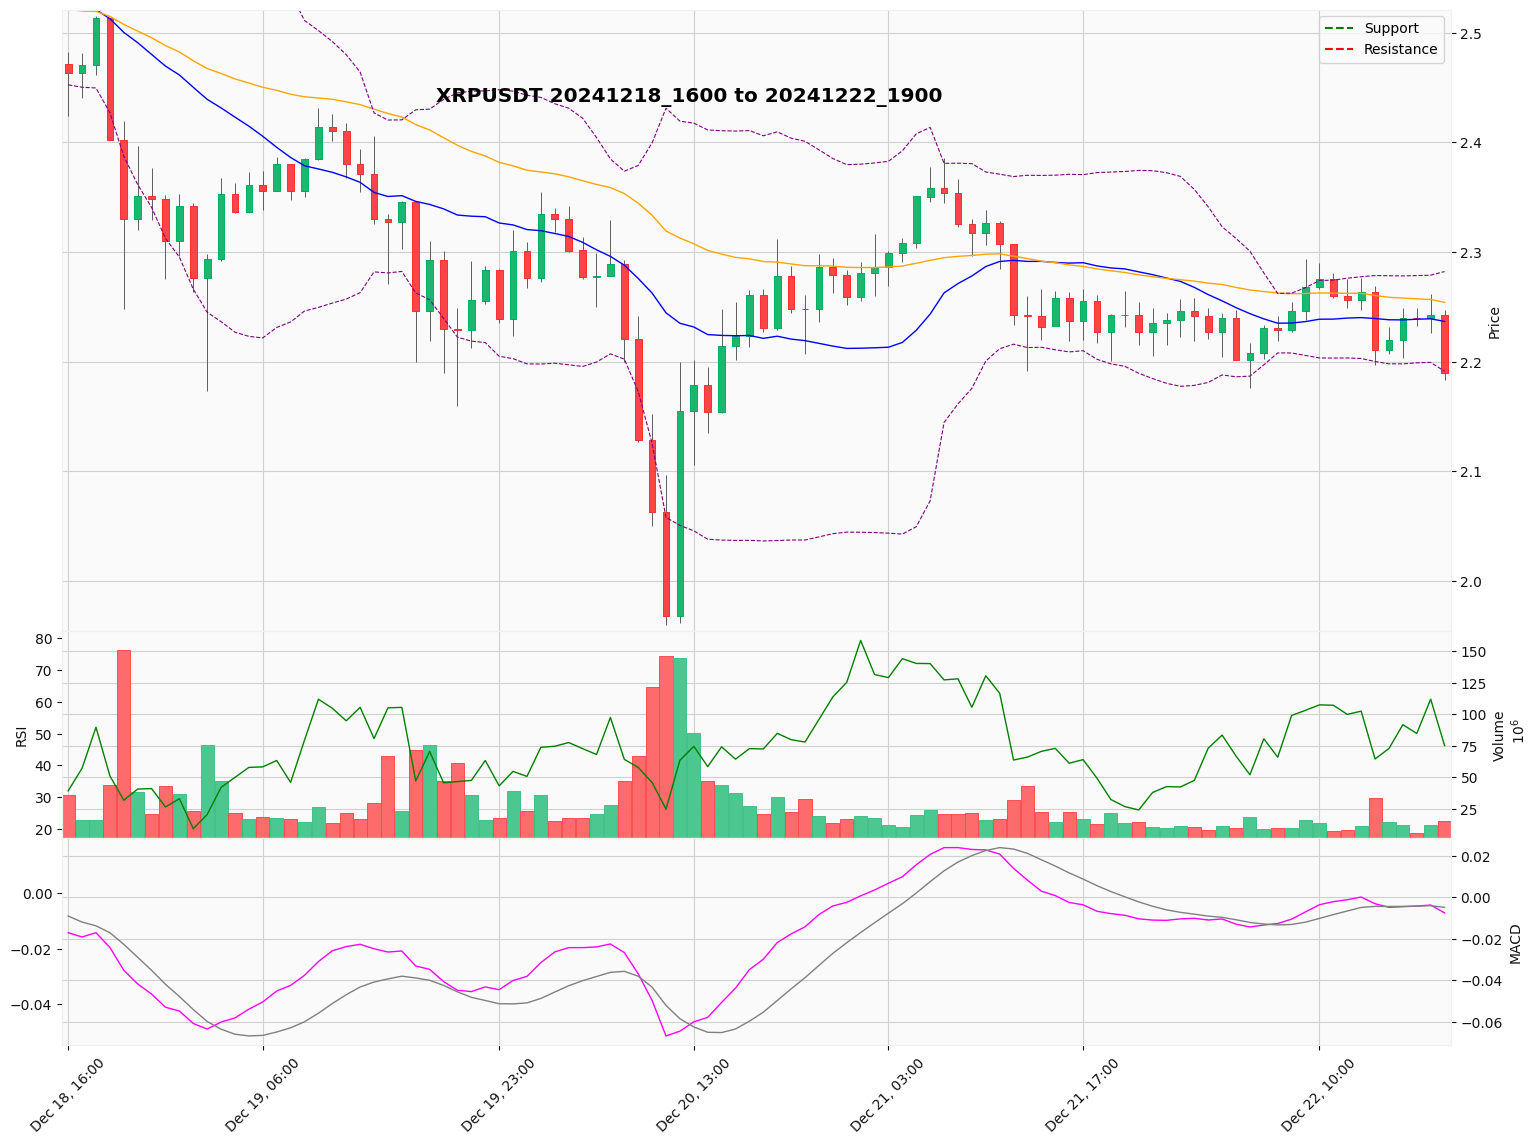 XRPUSDT 20241218_1600 to 20241222_1900
Support
Resistance
2.5
2.4
2.3
2.2
2.1
2.0
Price
80
70
60
50
40
30
20
RSI
150
125
100
75
50
25
Volume
10^6
0.00
−0.02
−0.04
0.02
0.00
−0.02
−0.04
−0.06
MACD
Dec 18, 16:00
Dec 19, 06:00
Dec 19, 23:00
Dec 20, 13:00
Dec 21, 03:00
Dec 21, 17:00
Dec 22, 10:00